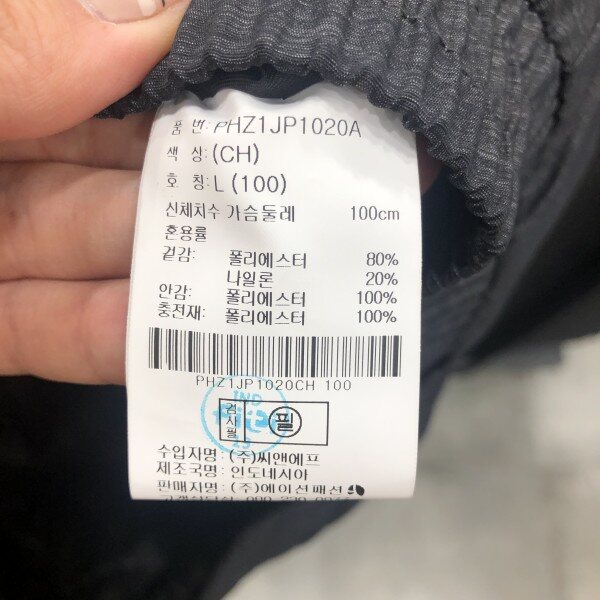 품 번: PHZ1JP1020A
색 상: (CH)
호 칭: L (100)
신체치수 가슴둘레 100cm
혼용률
겉감: 폴리에스터 80%
나일론 20%
안감: 폴리에스터 100%
충전재: 폴리에스터 100%
PHZ1JP1020CH 100
IND
검사필 필
15
수입자명: (주)씨앤에프
제조국명: 인도네시아
판매자명: (주)에이션패션